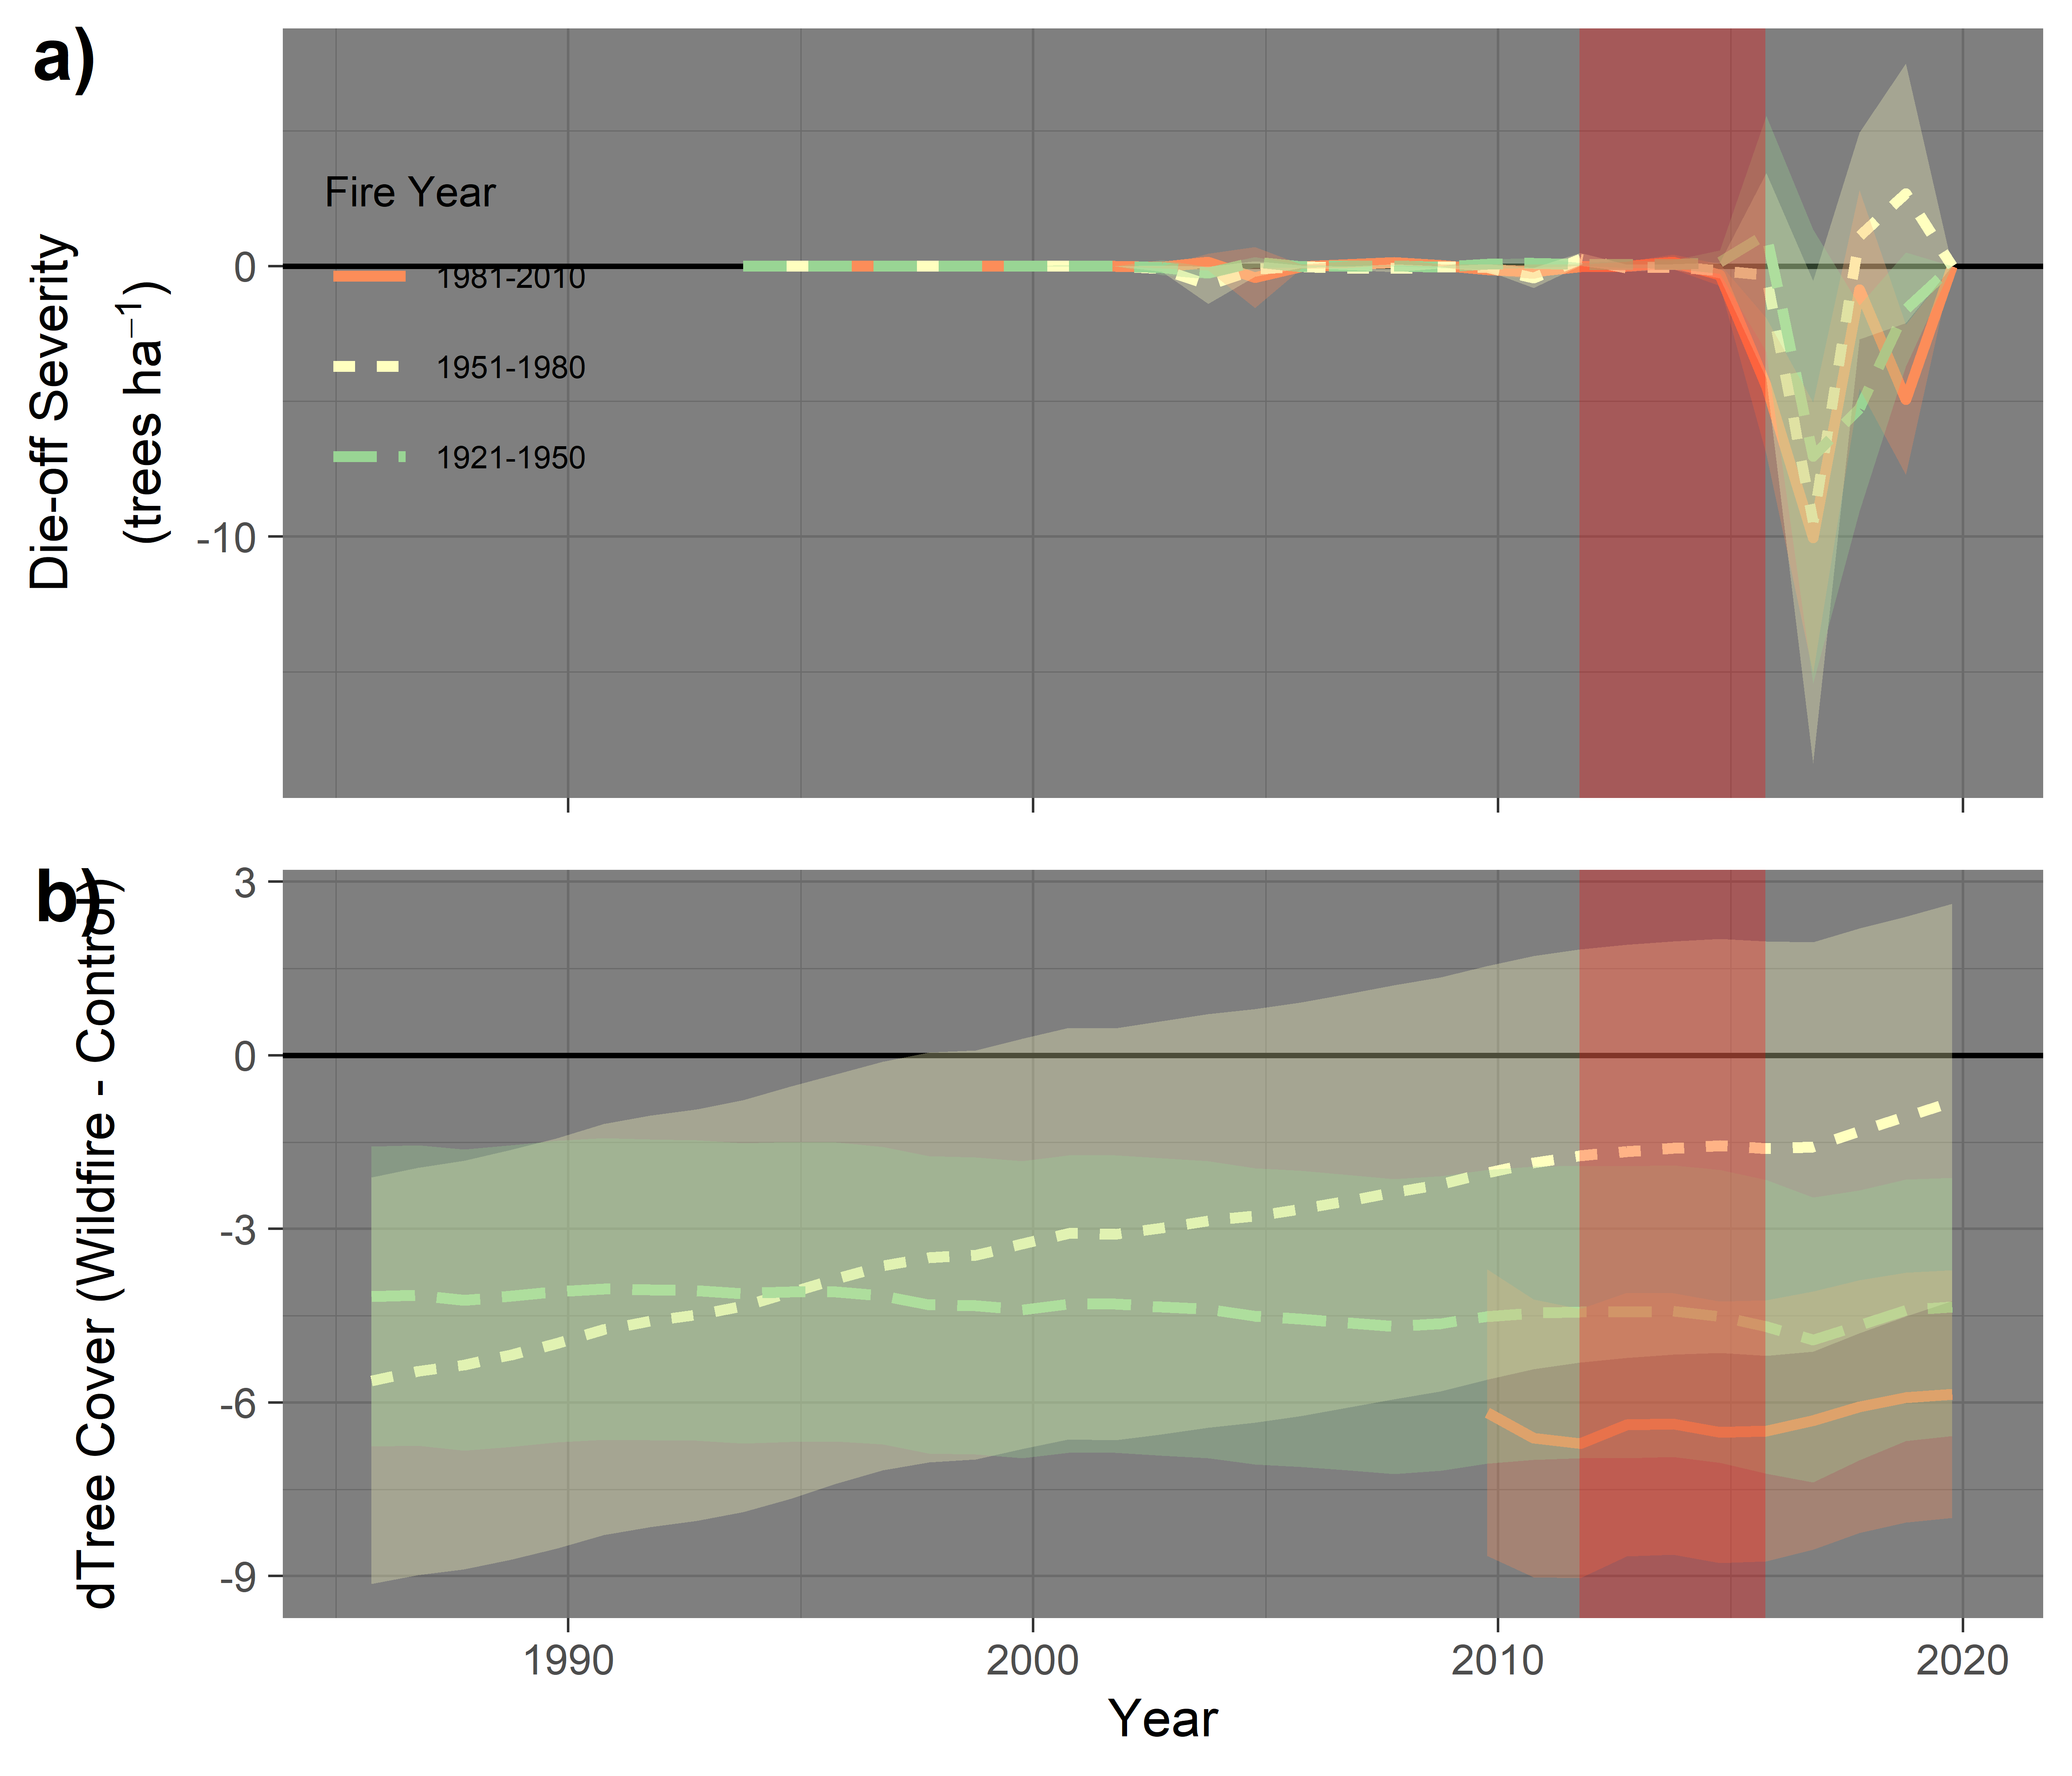 a)
Die-off Severity
(trees ha⁻¹)
0
-10
Fire Year
1981-2010
1951-1980
1921-1950
b)
dTree Cover (Wildfire - Control)
3
0
-3
-6
-9
1990
2000
2010
2020
Year